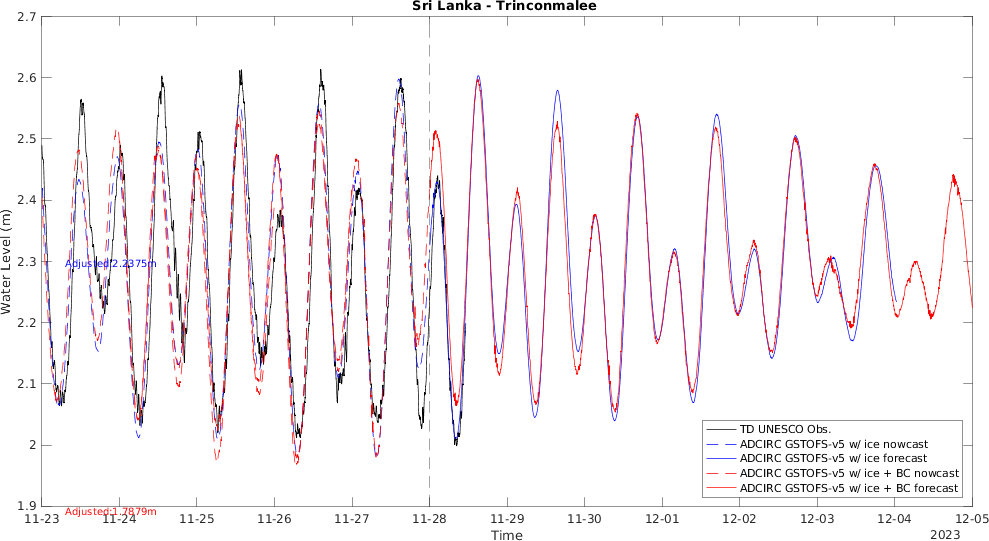 Sri Lanka - Trinconmalee
2.7
2.6
2.5
2.4
2.3
2.2
2.1
2
1.9
Water Level (m)
Adjusted:2.2375m
Adjusted:1.7879m
TD UNESCO Obs.
ADCIRC GSTOFS-v5 w/ ice nowcast
ADCIRC GSTOFS-v5 w/ ice forecast
ADCIRC GSTOFS-v5 w/ ice + BC nowcast
ADCIRC GSTOFS-v5 w/ ice + BC forecast
11-23 11-24 11-25 11-26 11-27 11-28 11-29 11-30 12-01 12-02 12-03 12-04 12-05
Time
2023